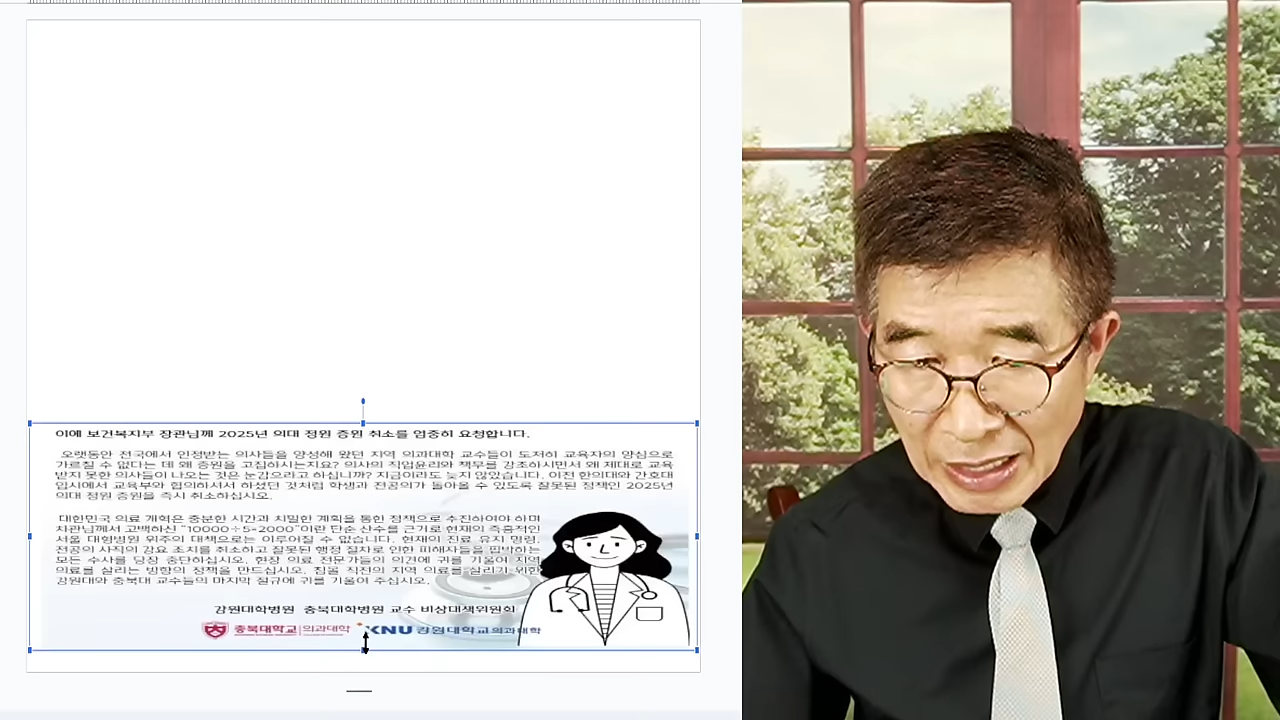 이에 보건복지부 장관님께 2025년 의대 정원 증원 취소를 엄중히 요청합니다.
오랫동안 전국에서 인정받는 의사들을 양성해 왔던 지역 의과대학 교수들이 도저히 교육자의 양심으로
가르칠 수 없다는 데 왜 증원을 고집하시는지요? 의사의 직업윤리와 책무를 강조하시면서 왜 제대로 교육
받지 못한 의사들이 나오는 것은 눈감으라고 하십니까? 지금이라도 늦지 않았습니다. 이전 한의대와 간호대
입시에서 교육부와 협의하셔서 하셨던 것처럼 학생과 전공의가 돌아올 수 있도록 잘못된 정책인 2025년
의대 정원 증원을 즉시 취소하십시오.
대한민국 의료 개혁은 충분한 시간과 치밀한 계획을 통한 정책으로 추진하여야 하며
차관님께서 고백하신 "10000÷5=2000"이란 단순 산수를 근거로 현재의 즉흥적인
서울 대형병원 위주의 대책으로는 이루어질 수 없습니다. 현재의 진료 유지 명령,
전공의 사직의 강요 조치를 취소하고 잘못된 행정 절차로 인한 피해자들을 핍박하는
모든 수사를 당장 중단하십시오. 현장 의료 전문가들의 의견에 귀를 기울여 지역
의료를 살리는 방향의 정책을 만드십시오. 침몰 직전의 지역 의료를 살리기 위한
강원대와 충북대 교수들의 마지막 절규에 귀를 기울여 주십시오.
강원대학병원 충북대학병원 교수 비상대책위원회
충북대학교 의과대학 KNU 강원대학교 의과대학